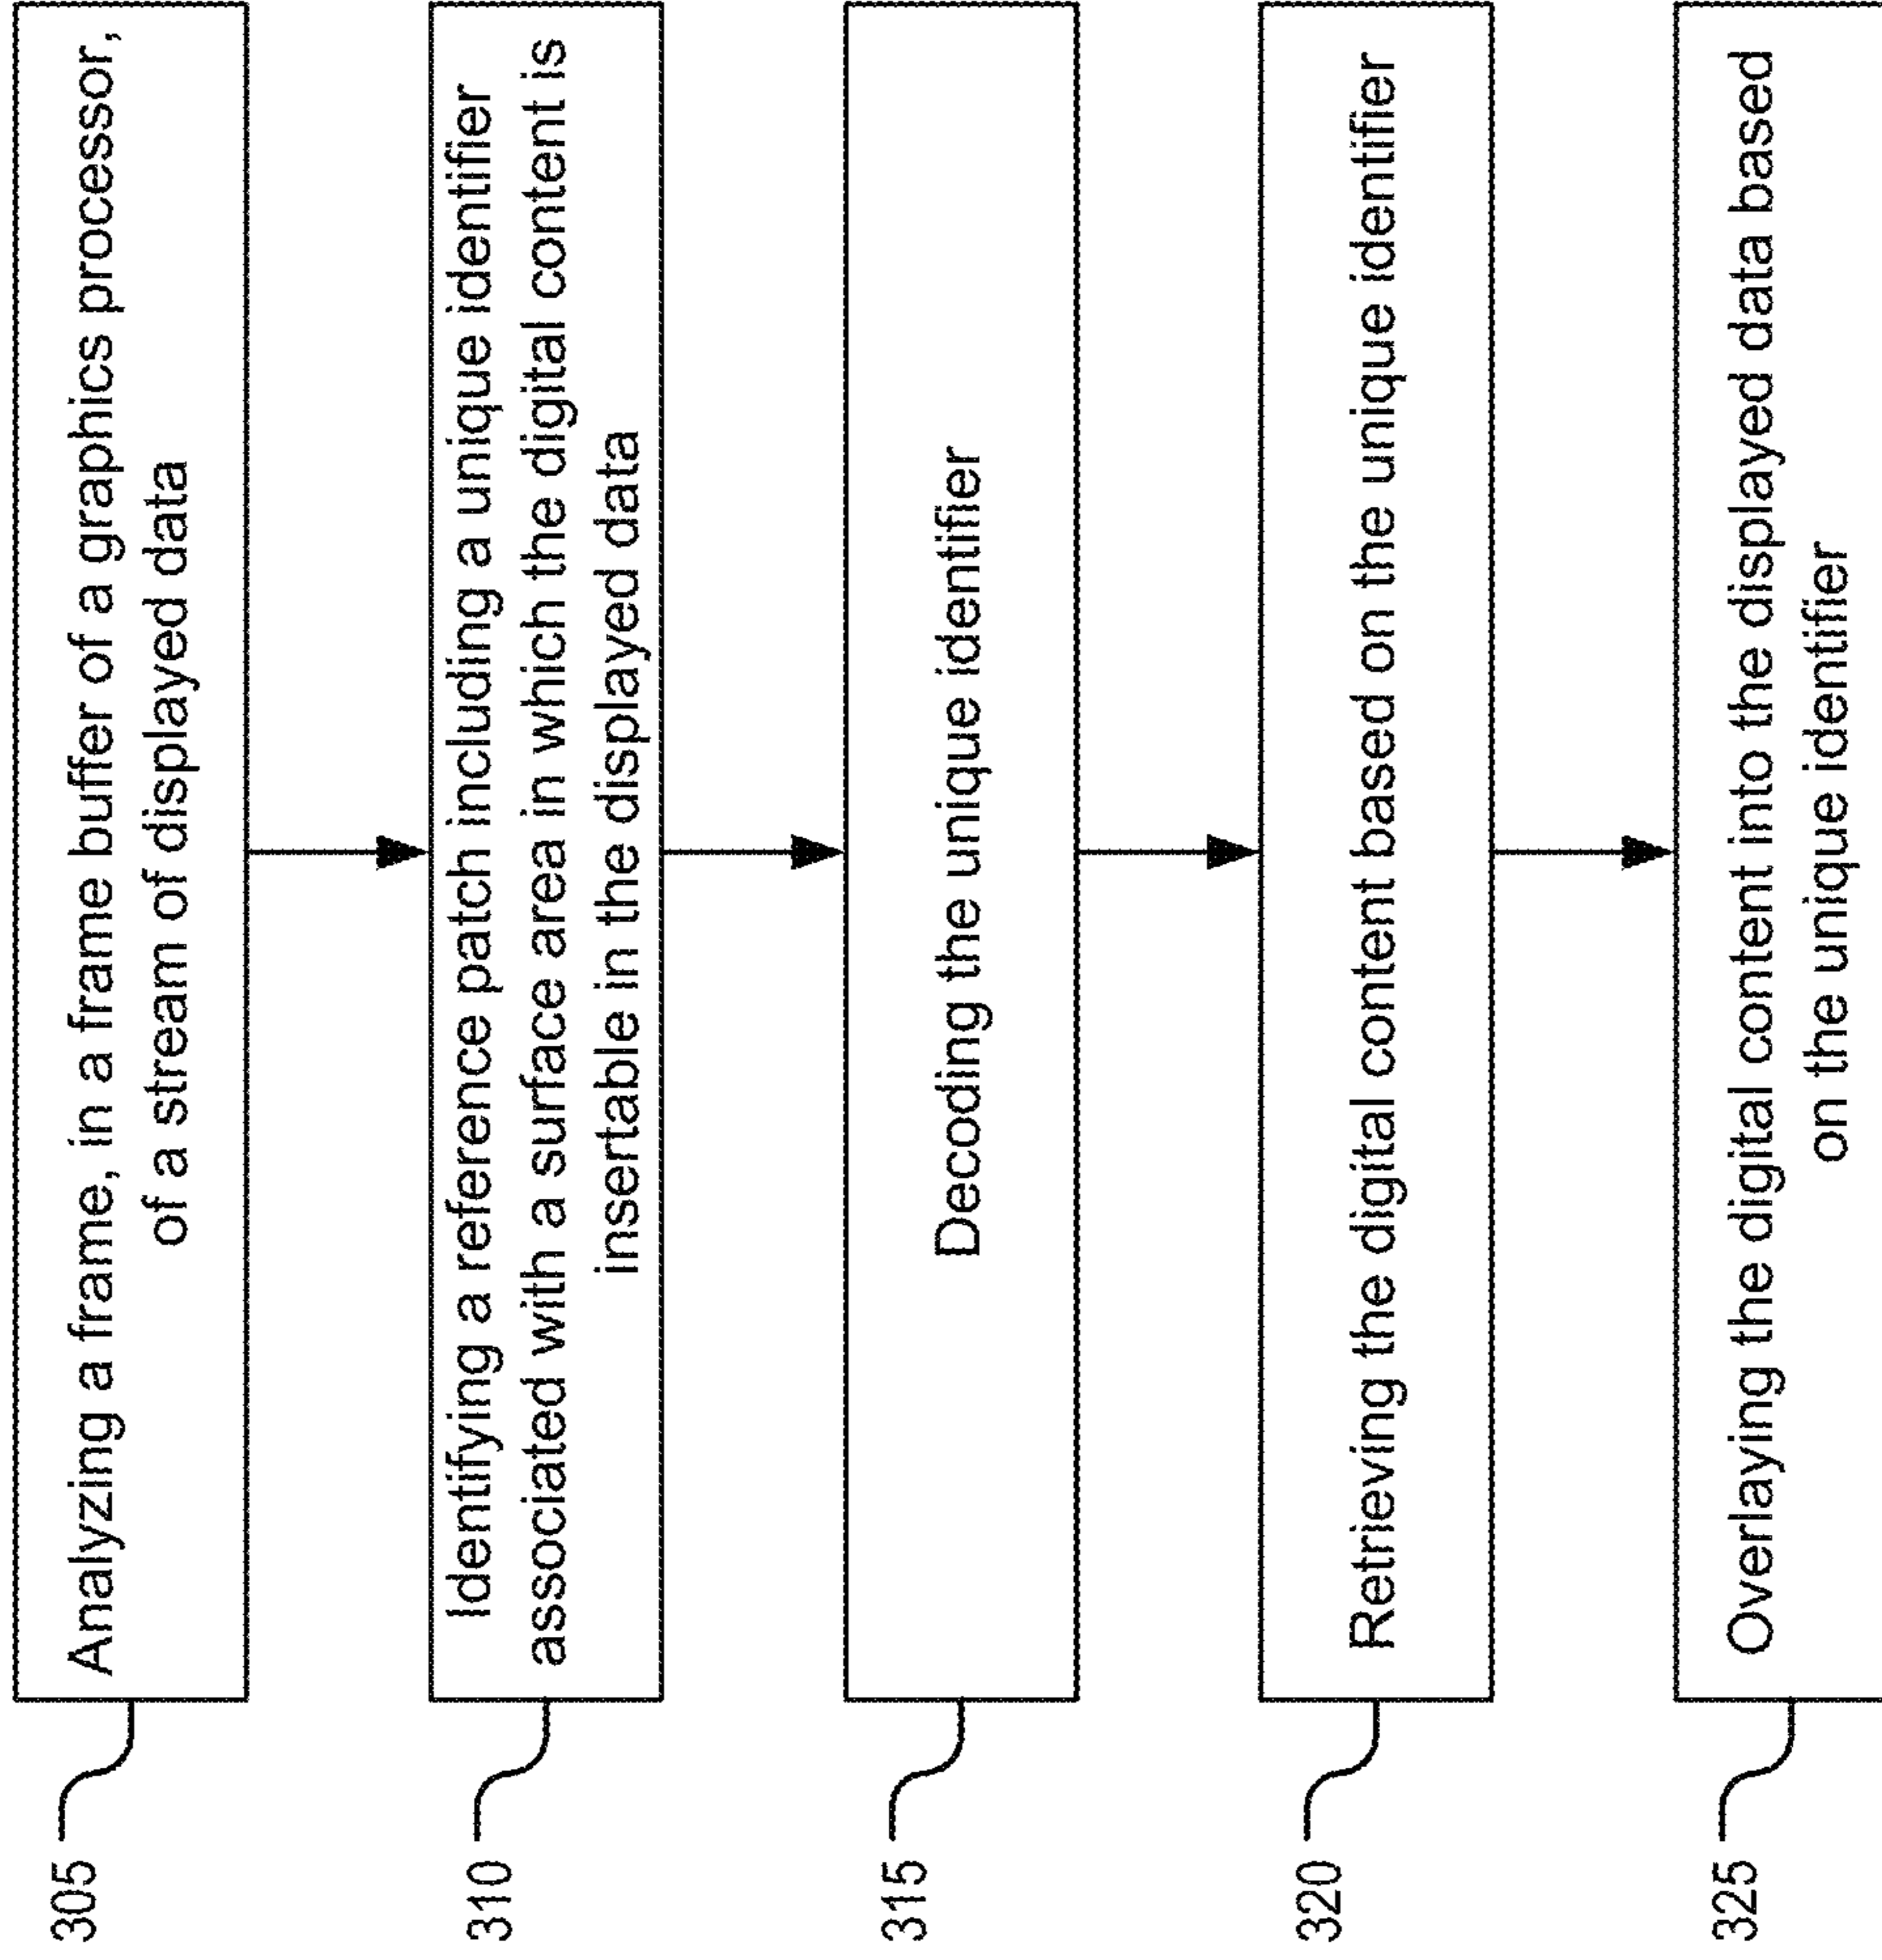 305
Analyzing a frame, in a frame buffer of a graphics processor,
of a stream of displayed data
310
Identifying a reference patch including a unique identifier
associated with a surface area in which the digital content is
insertable in the displayed data
315
Decoding the unique identifier
320
Retrieving the digital content based on the unique identifier
325
Overlaying the digital content into the displayed data based
on the unique identifier